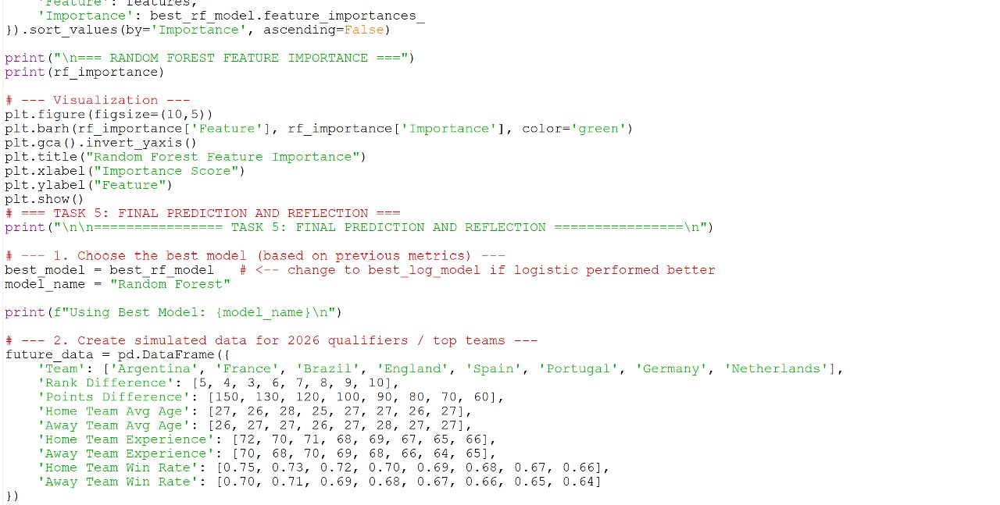 'Feature': features,
    'Importance': best_rf_model.feature_importances_
}).sort_values(by='Importance', ascending=False)

print("\n=== RANDOM FOREST FEATURE IMPORTANCE ===")
print(rf_importance)

# --- Visualization ---
plt.figure(figsize=(10,5))
plt.barh(rf_importance['Feature'], rf_importance['Importance'], color='green')
plt.gca().invert_yaxis()
plt.title("Random Forest Feature Importance")
plt.xlabel("Importance Score")
plt.ylabel("Feature")
plt.show()
# === TASK 5: FINAL PREDICTION AND REFLECTION ===
print("\n\n================ TASK 5: FINAL PREDICTION AND REFLECTION ================\n")

# --- 1. Choose the best model (based on previous metrics) ---
best_model = best_rf_model   # <-- change to best_log_model if logistic performed better
model_name = "Random Forest"

print(f"Using Best Model: {model_name}\n")

# --- 2. Create simulated data for 2026 qualifiers / top teams ---
future_data = pd.DataFrame({
    'Team': ['Argentina', 'France', 'Brazil', 'England', 'Spain', 'Portugal', 'Germany', 'Netherlands'],
    'Rank Difference': [5, 4, 3, 6, 7, 8, 9, 10],
    'Points Difference': [150, 130, 120, 100, 90, 80, 70, 60],
    'Home Team Avg Age': [27, 26, 28, 25, 27, 27, 26, 27],
    'Away Team Avg Age': [26, 27, 27, 26, 27, 28, 27, 27],
    'Home Team Experience': [72, 70, 71, 68, 69, 67, 65, 66],
    'Away Team Experience': [70, 68, 70, 69, 68, 66, 64, 65],
    'Home Team Win Rate': [0.75, 0.73, 0.72, 0.70, 0.69, 0.68, 0.67, 0.66],
    'Away Team Win Rate': [0.70, 0.71, 0.69, 0.68, 0.67, 0.66, 0.65, 0.64]
})